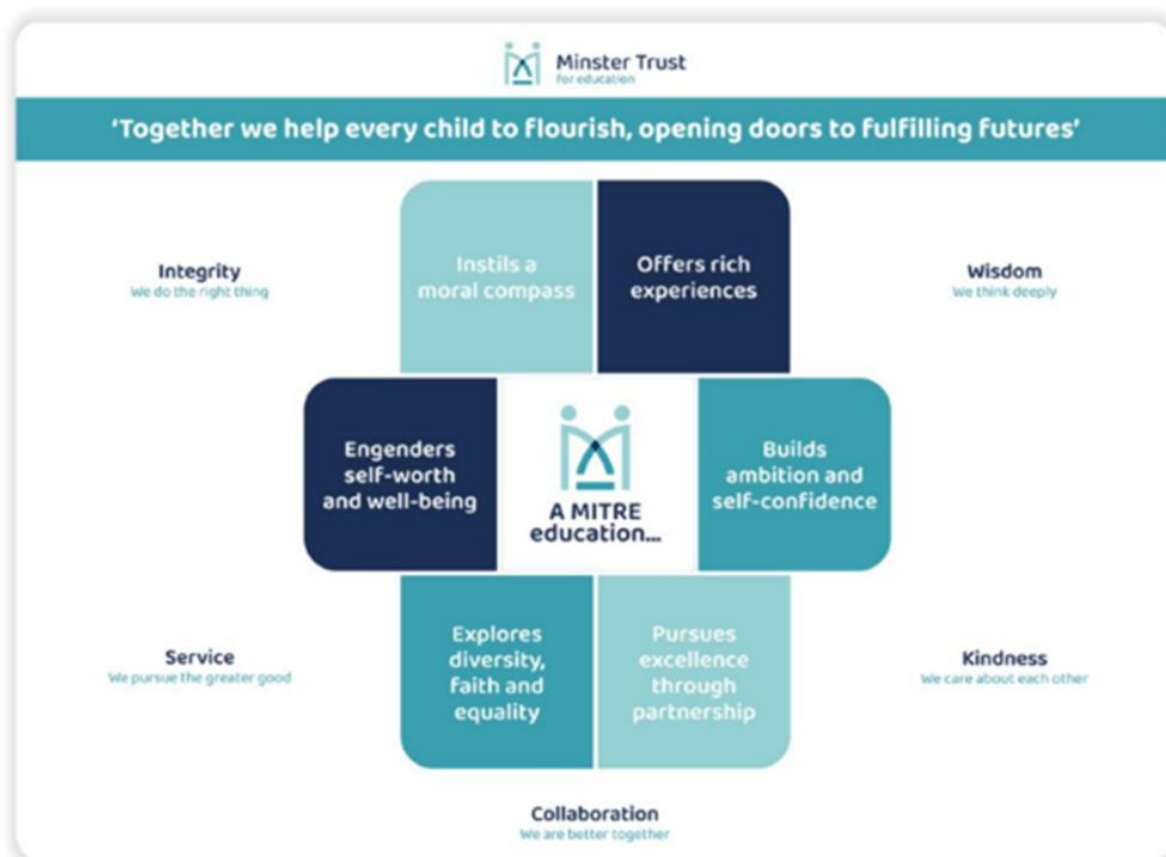 Minster Trust
for education
‘Together we help every child to flourish, opening doors to fulfilling futures’
Integrity
We do the right thing
Instils a
moral compass
Offers rich
experiences
Wisdom
We think deeply
Engenders
self-worth
and well-being
A MITRE
education...
Builds
ambition and
self-confidence
Service
We pursue the greater good
Explores
diversity,
faith and
equality
Pursues
excellence
through
partnership
Kindness
We care about each other
Collaboration
We are better together